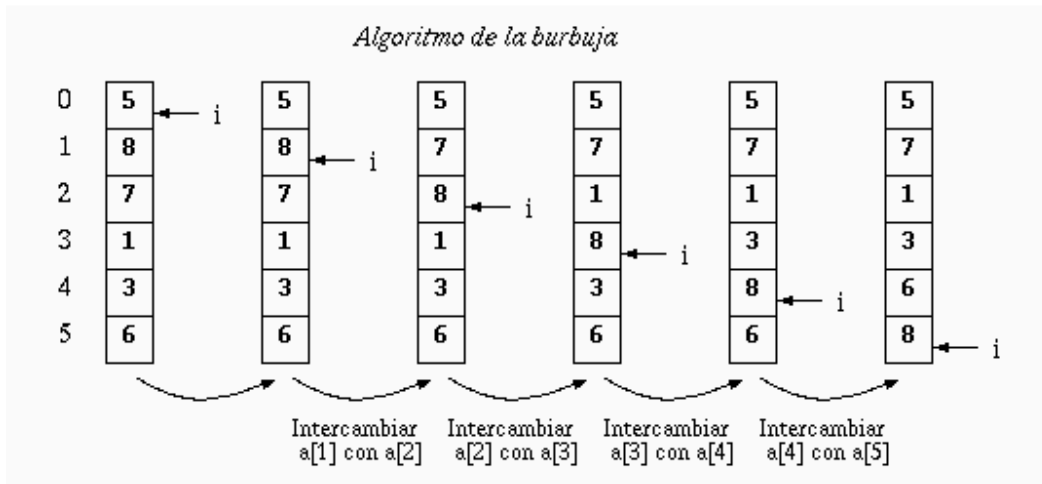 Algoritmo de la burbuja
0 5 5 5 5 5 5
i
1 8 8 7 7 7 7
i
2 7 7 8 1 1 1
i
3 1 1 1 8 3 3
i
4 3 3 3 3 8 6
i
5 6 6 6 6 6 8
i
Intercambiar Intercambiar Intercambiar Intercambiar
a[1] con a[2] a[2] con a[3] a[3] con a[4] a[4] con a[5]